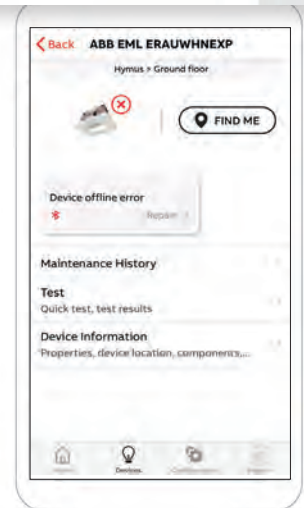 Back ABB EML ERAUWHNEXP
Hymus > Ground floor
FIND ME
Device offline error
Repair
Maintenance History
Test
Quick test, test results
Device Information
Properties, device location, components,...
Devices